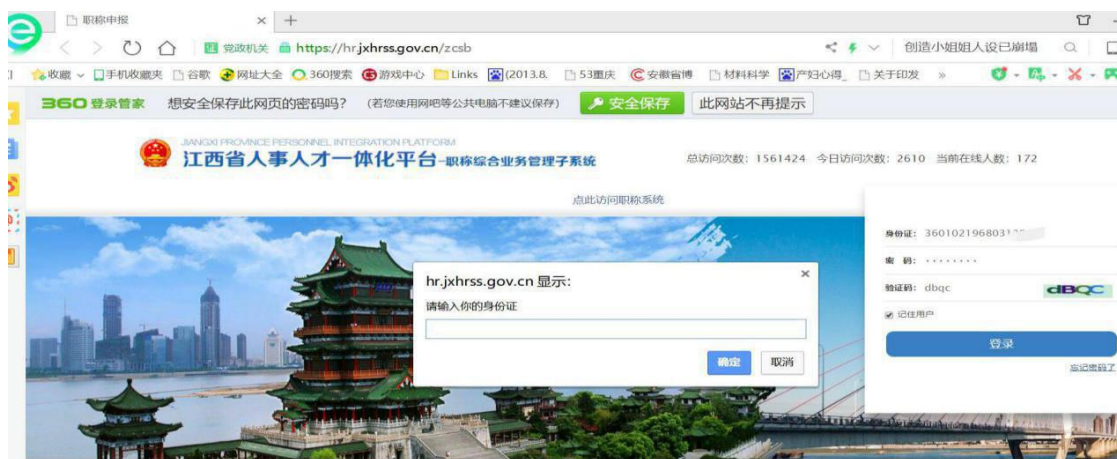 职称申报
党政机关 https://hr.jxhrss.gov.cn/zcsb 创造小姐姐人设已崩塌
收藏 手机收藏夹 谷歌 网址大全 360搜索 游戏中心 Links (2013.8. 53重庆 安徽省博 材料科学 产妇心得_ 关于印发 »
360登录管家 想安全保存此网页的密码吗? (若您使用网吧等公共电脑不建议保存) 安全保存 此网站不再提示
JIANGXI PROVINCE PERSONNEL INTEGRATION PLATFORM
江西省人事人才一体化平台-职称综合业务管理子系统 总访问次数: 1561424 今日访问次数: 2610 当前在线人数: 172
点此访问职称系统
身份证: 3601021968031
密 码: ········
hr.jxhrss.gov.cn 显示:
验证码: dbqc dBQC
请输入你的身份证
记住用户
登录
确定 取消
忘记密码了